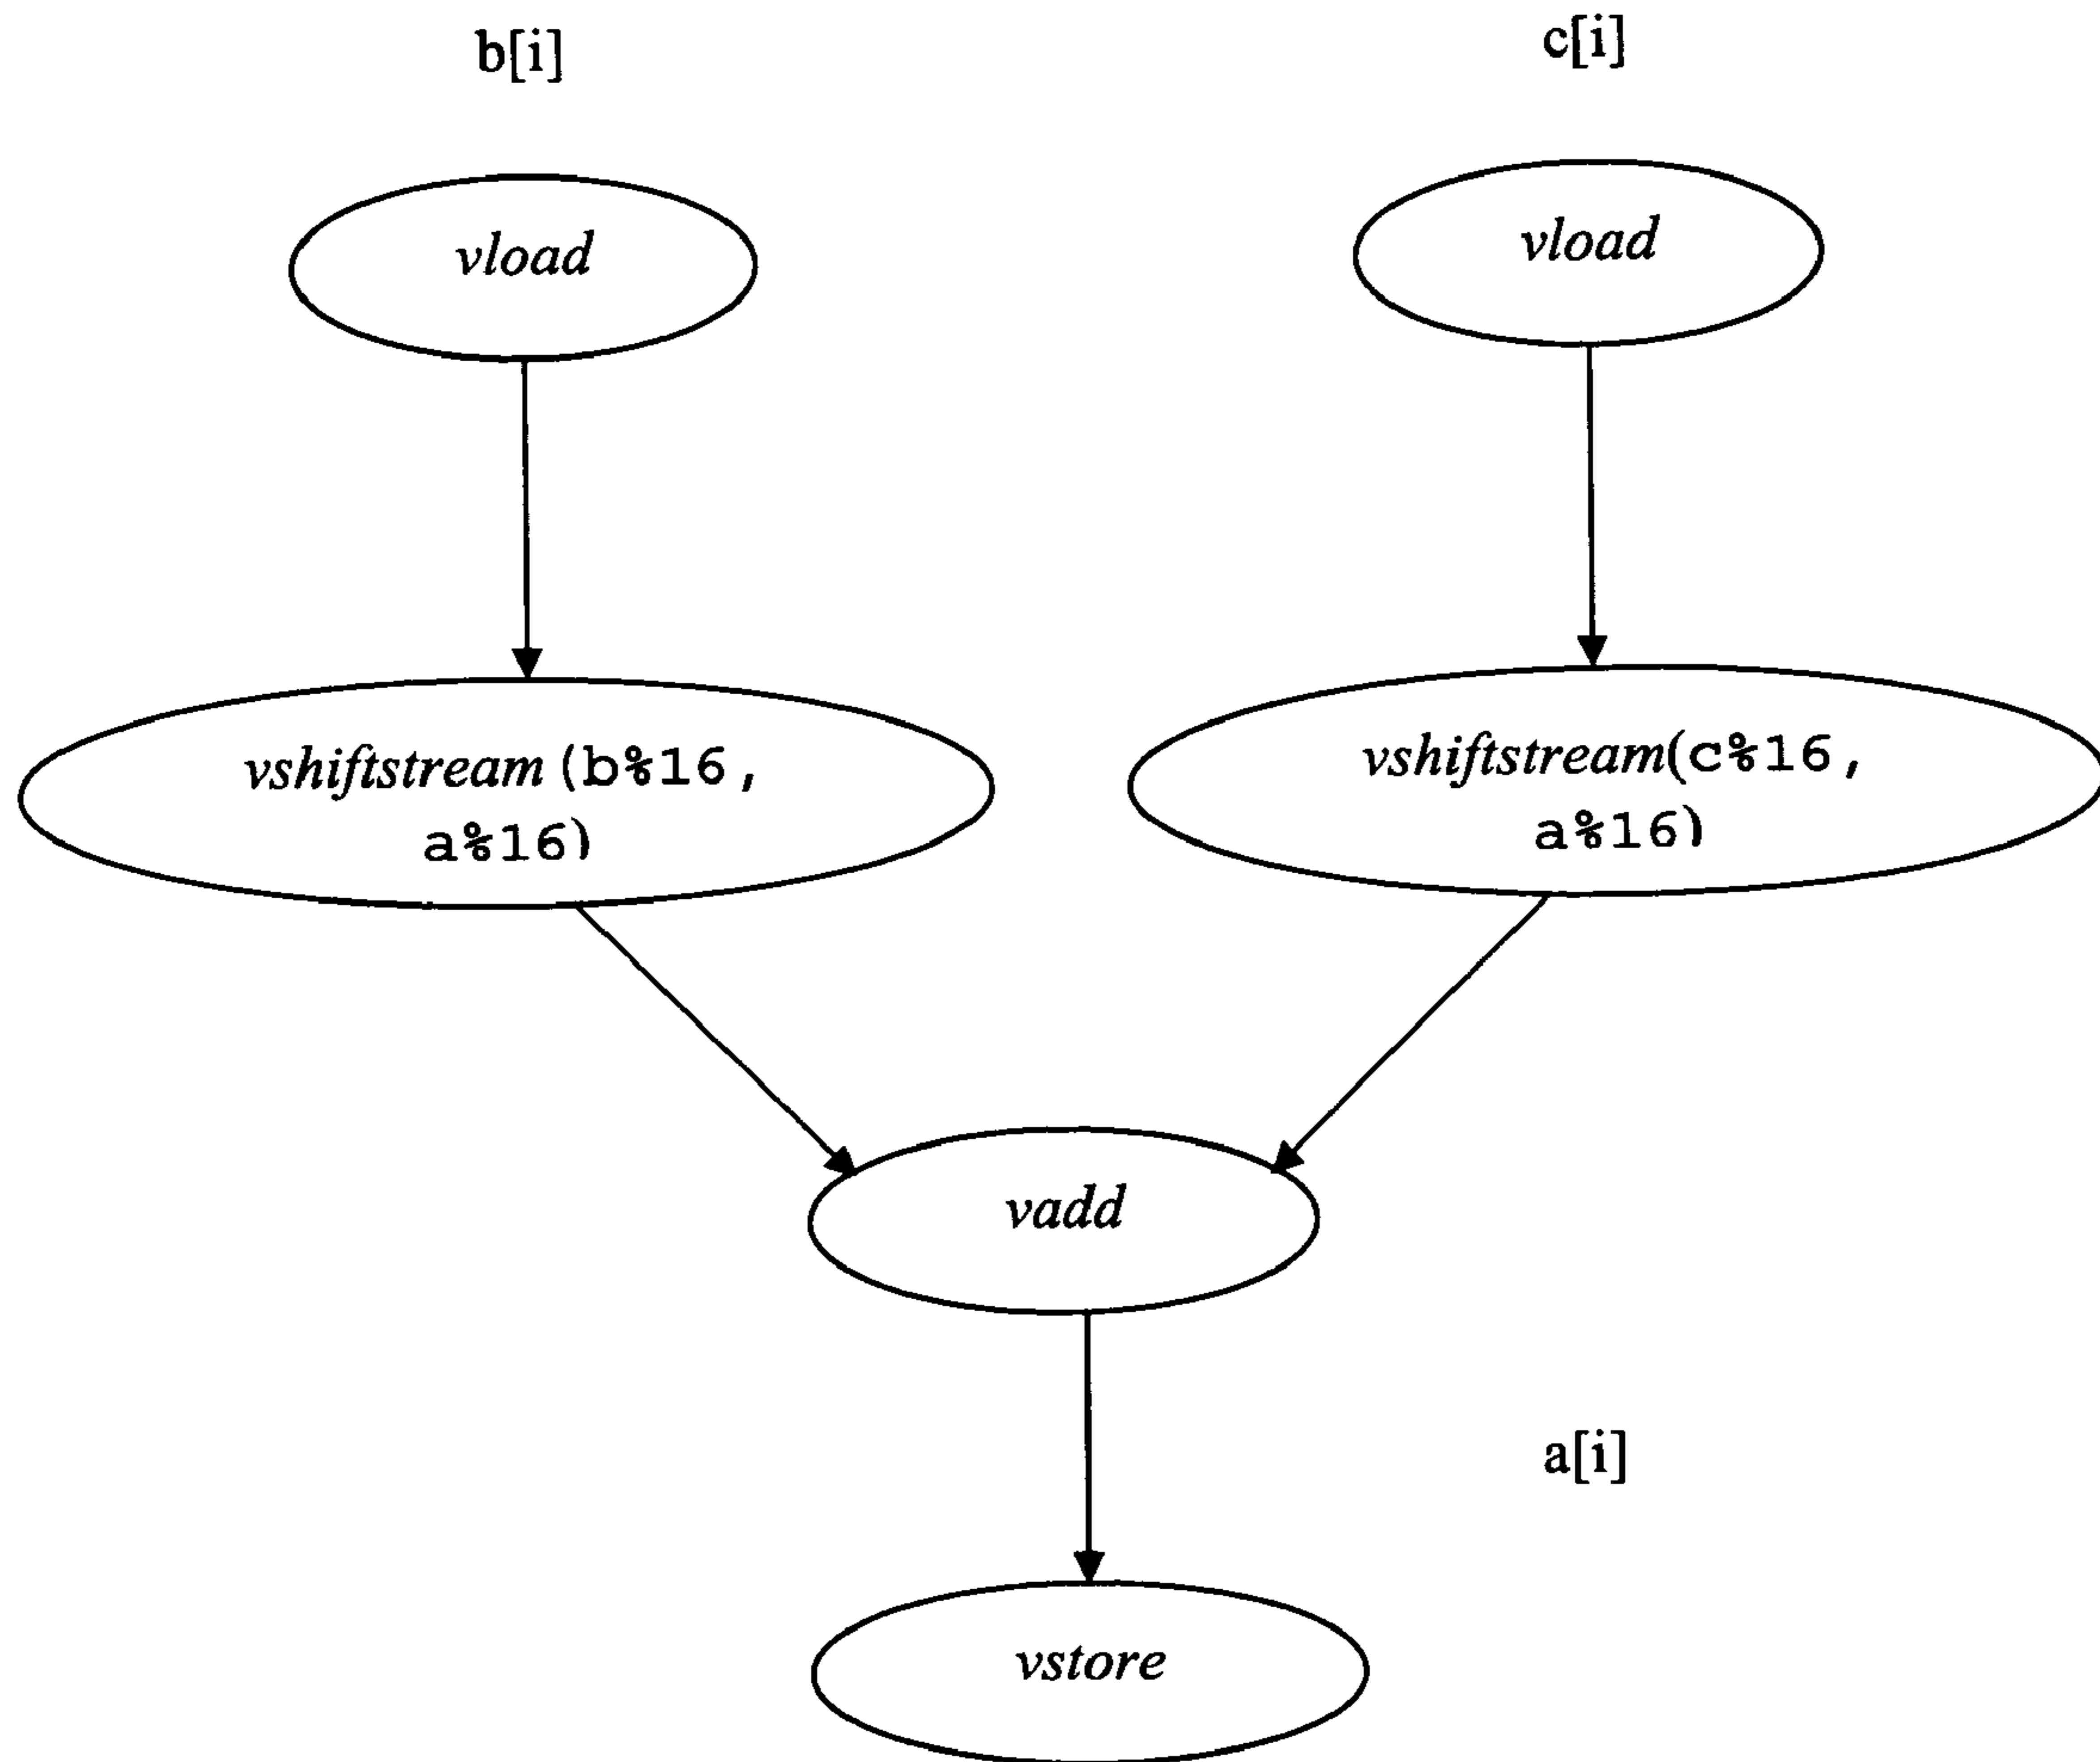 b[i]
c[i]
vload
vload
vshiftstream (b%16,
a%16)
vshiftstream(c%16,
a%16)
vadd
a[i]
vstore